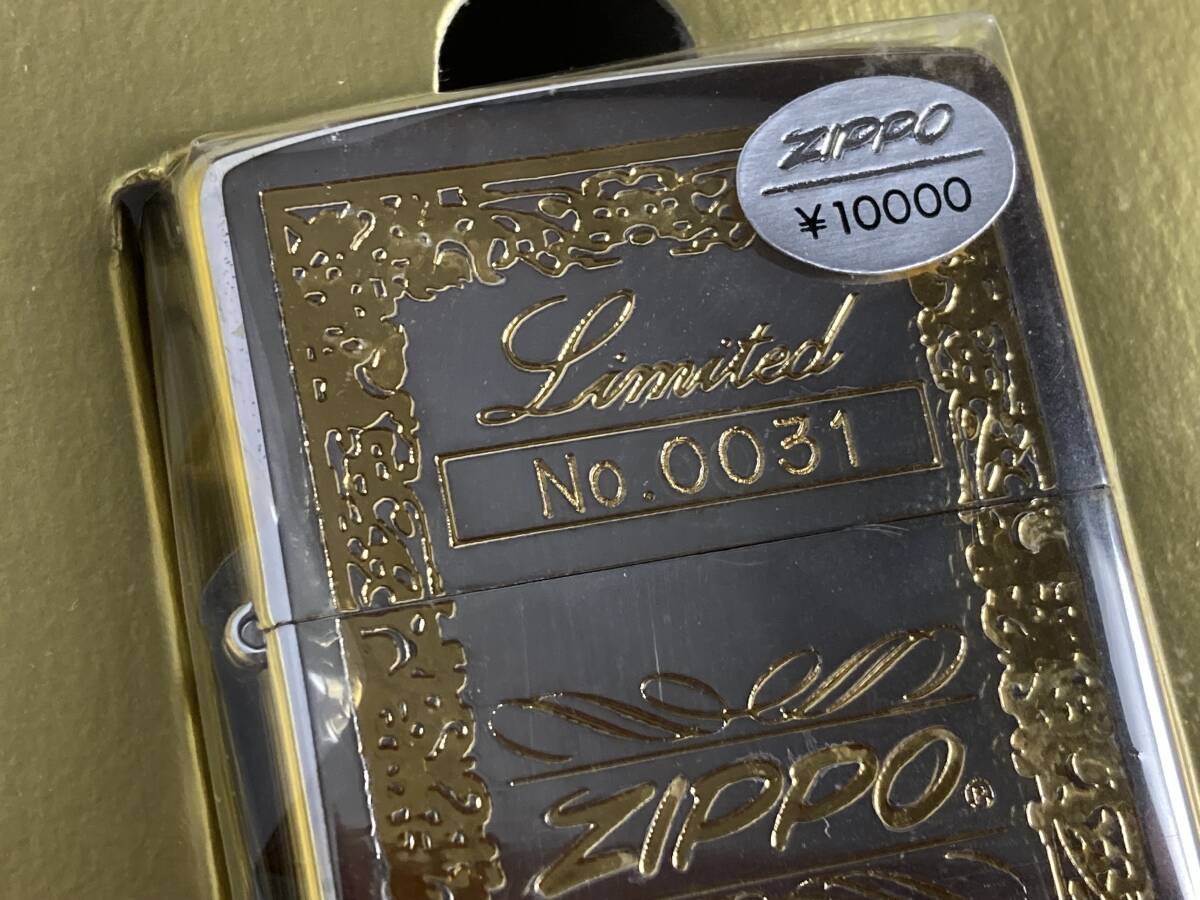 ZIPPO
¥10000
Limited
No.0031
ZIPPO®